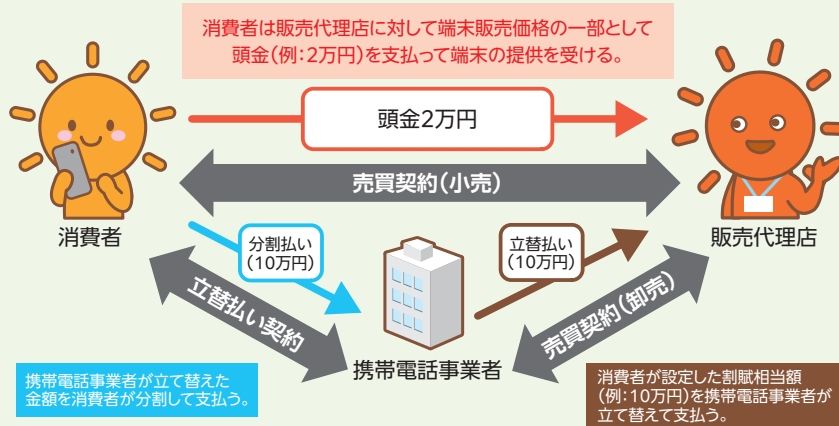 消費者は販売代理店に対して端末販売価格の一部として
頭金(例:2万円)を支払って端末の提供を受ける。
頭金2万円
売買契約(小売)
消費者
販売代理店
分割払い
(10万円)
立替払い
(10万円)
立替払い契約
売買契約(卸売)
携帯電話事業者
携帯電話事業者が立て替えた
金額を消費者が分割して支払う。
消費者が設定した割賦相当額
(例:10万円)を携帯電話事業者が
立て替えて支払う。